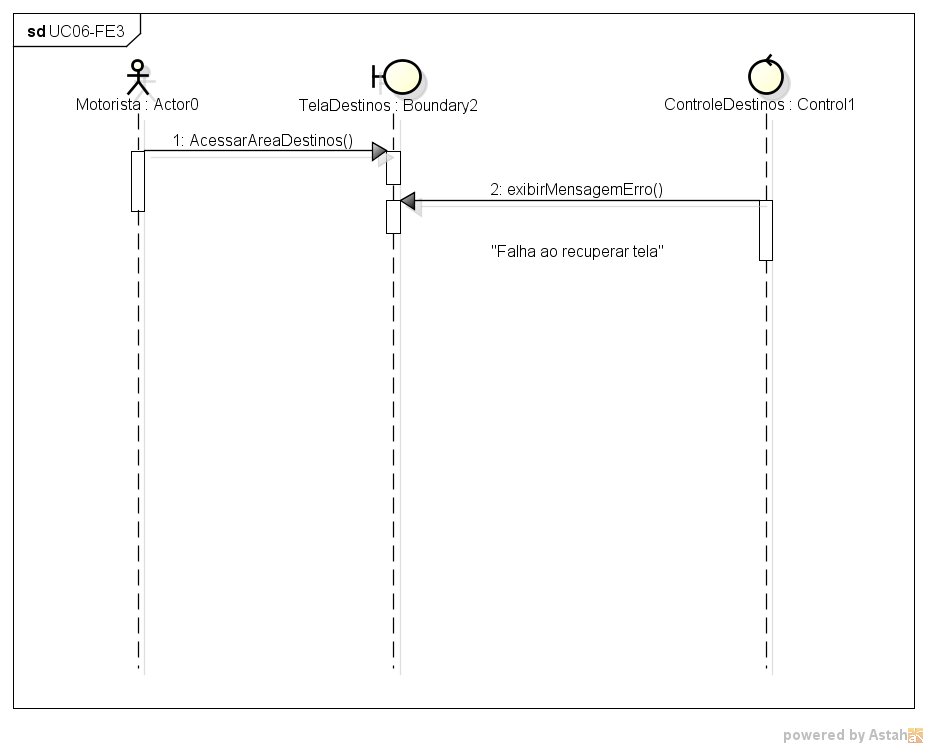 sd UC06-FE3
Motorista : Actor0
TelaDestinos : Boundary2
ControleDestinos : Control1
1: AcessarAreaDestinos()
2: exibirMensagemErro()
"Falha ao recuperar tela"
powered by Astah